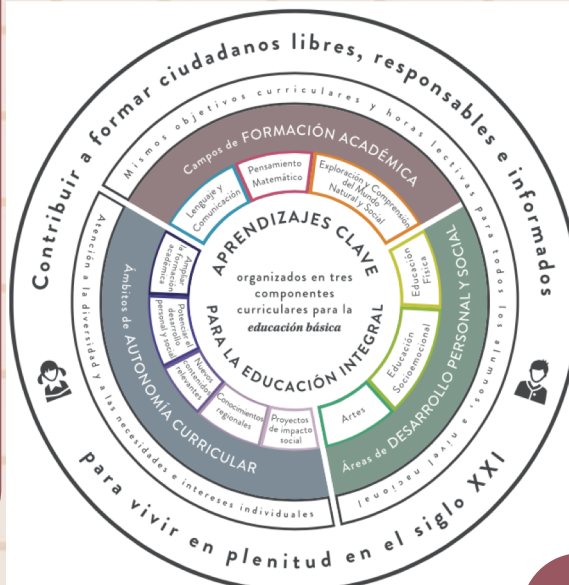 Contribuir a formar ciudadanos libres, responsables e informados
para vivir en plenitud en el siglo XXI
Mismos objetivos curriculares y horas lectivas para todos los alumnos, a nivel nacional
Atención a la diversidad y a las necesidades e intereses individuales
Campos de FORMACIÓN ACADÉMICA
Lenguaje y
Comunicación
Pensamiento
Matemático
Exploración y Comprensión
del Mundo
Natural y Social
Áreas de DESARROLLO PERSONAL Y SOCIAL
Educación
Física
Educación
Socioemocional
Artes
Ámbitos de AUTONOMÍA CURRICULAR
Ampliar
la formación
académica
Potenciar el
desarrollo
personal y social
Nuevos
contenidos
relevantes
Conocimientos
regionales
Proyectos
de impacto
social
APRENDIZAJES CLAVE
organizados en tres
componentes
curriculares para la
educación básica
PARA LA EDUCACIÓN INTEGRAL